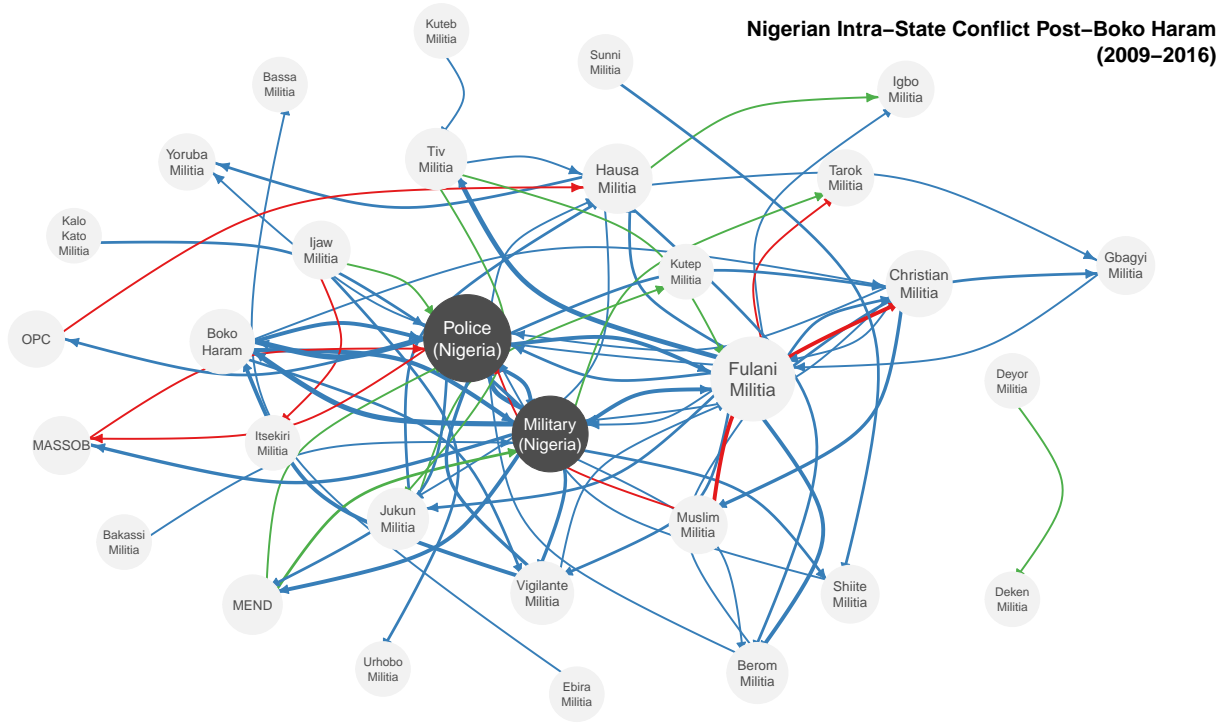 Nigerian Intra−State Conflict Post−Boko Haram
(2009−2016)
Kuteb
Militia
Sunni
Militia
Igbo
Militia
Bassa
Militia
Yoruba
Militia
Tiv
Militia
Hausa
Militia
Tarok
Militia
Kalo
Kato
Militia
Ijaw
Militia
Kutep
Militia
Christian
Militia
Gbagyi
Militia
OPC
Boko
Haram
Police
(Nigeria)
Fulani
Militia
Deyor
Militia
MASSOB
Itsekiri
Militia
Military
(Nigeria)
Bakassi
Militia
Jukun
Militia
Muslim
Militia
MEND
Vigilante
Militia
Shiite
Militia
Deken
Militia
Urhobo
Militia
Ebira
Militia
Berom
Militia